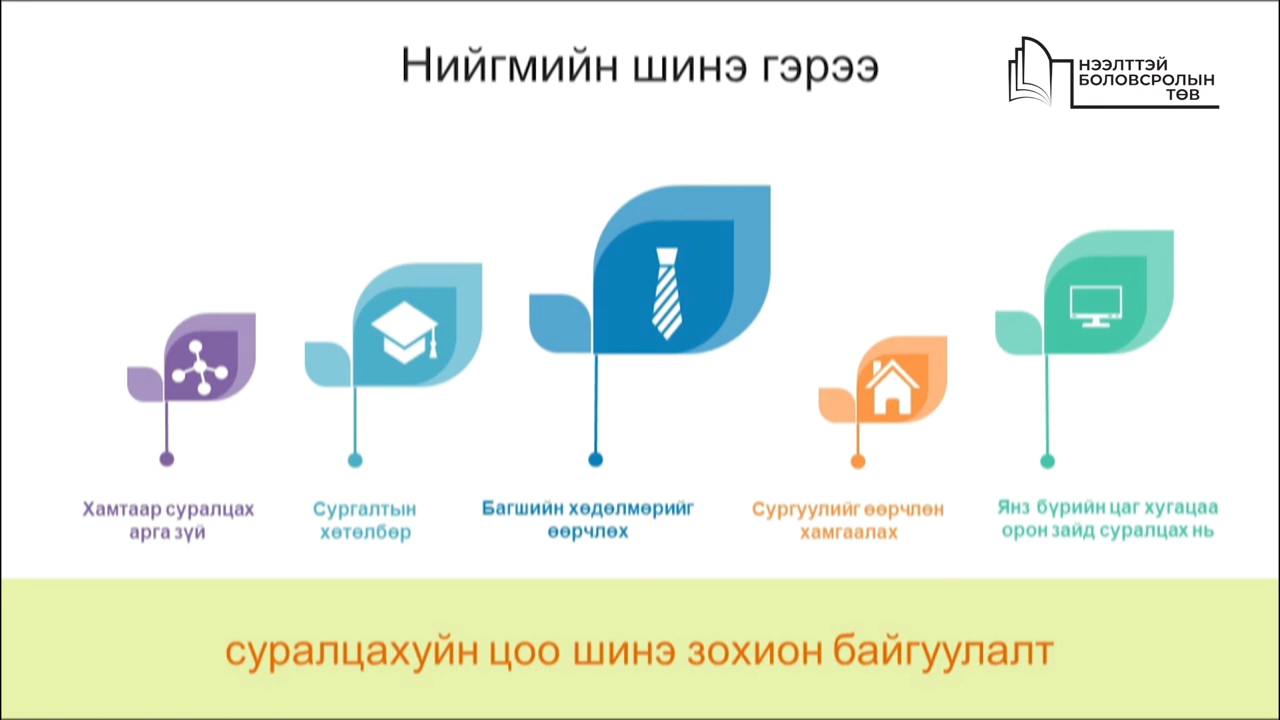 Нийгмийн шинэ гэрээ
НЭЭЛТТЭЙ
БОЛОВСРОЛЫН
ТӨВ
Хамтаар суралцах
арга зүй
Сургалтын
хөтөлбөр
Багшийн хөдөлмөрийг
өөрчлөх
Сургуулийг өөрчлөн
хамгаалах
Янз бүрийн цаг хугацаа
орон зайд суралцах нь
суралцахуйн цоо шинэ зохион байгуулалт